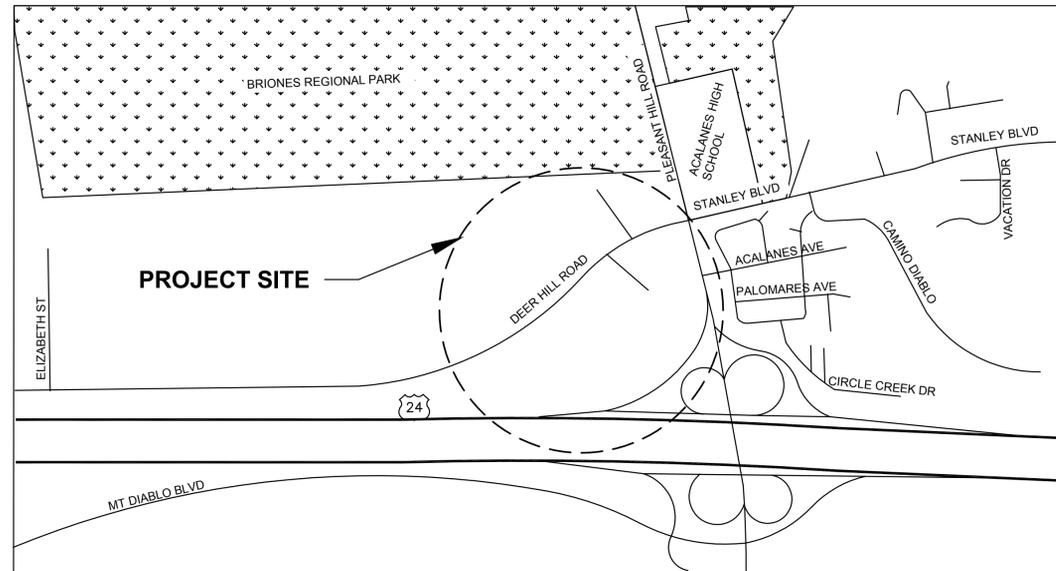 BRIONES REGIONAL PARK
PLEASANT HILL ROAD
ACALANES HIGH
SCHOOL
STANLEY BLVD
STANLEY BLVD
VACATION DR
CAMINO DIABLO
ACALANES AVE
PALOMARES AVE
PROJECT SITE
DEER HILL ROAD
ELIZABETH ST
CIRCLE CREEK DR
24
MT DIABLO BLVD